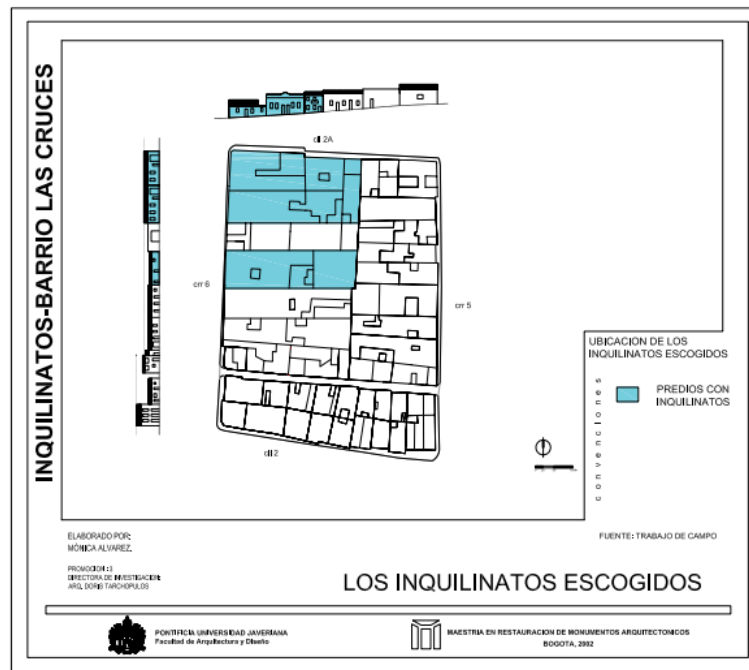 INQUILINATOS-BARRIO LAS CRUCES
cll 2A
crr 6
crr 5
cll 2
UBICACION DE LOS
INQUILINATOS ESCOGIDOS
convenciones
PREDIOS CON
INQUILINATOS
ELABORADO POR:
MÓNICA ALVAREZ.
FUENTE: TRABAJO DE CAMPO
PROMOCION :3
DIRECTORA DE INVESTIGACION:
ARQ. DORIS TARCHOPULOS
LOS INQUILINATOS ESCOGIDOS
PONTIFICIA UNIVERSIDAD JAVERIANA
Facultad de Arquitectura y Diseño
MAESTRIA EN RESTAURACION DE MONUMENTOS ARQUITECTONICOS
BOGOTA, 2002